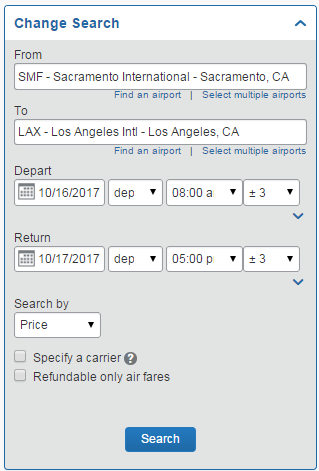 Change Search
From
SMF - Sacramento International - Sacramento, CA
Find an airport | Select multiple airports
To
LAX - Los Angeles Intl - Los Angeles, CA
Find an airport | Select multiple airports
Depart
10/16/2017 dep 08:00 a ± 3
Return
10/17/2017 dep 05:00 p ± 3
Search by
Price
Specify a carrier ?
Refundable only air fares
Search